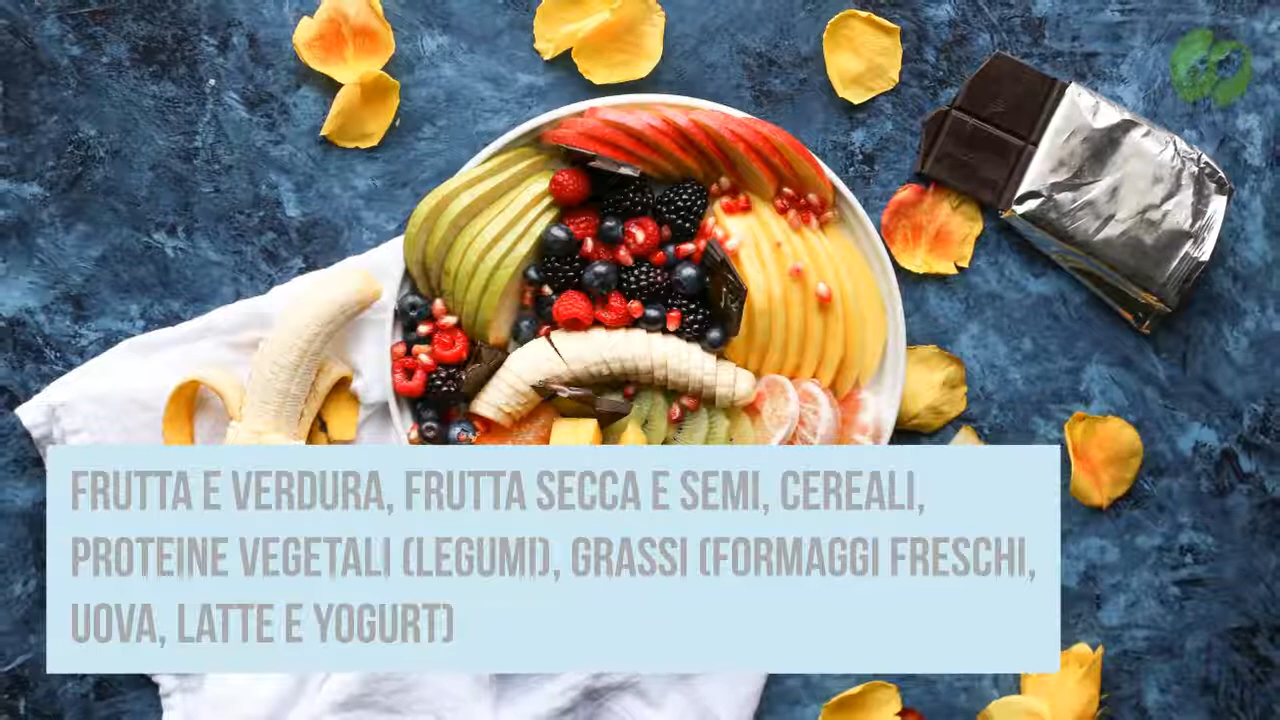 FRUTTA E VERDURA, FRUTTA SECCA E SEMI, CEREALI,
PROTEINE VEGETALI (LEGUMI), GRASSI (FORMAGGI FRESCHI,
UOVA, LATTE E YOGURT)